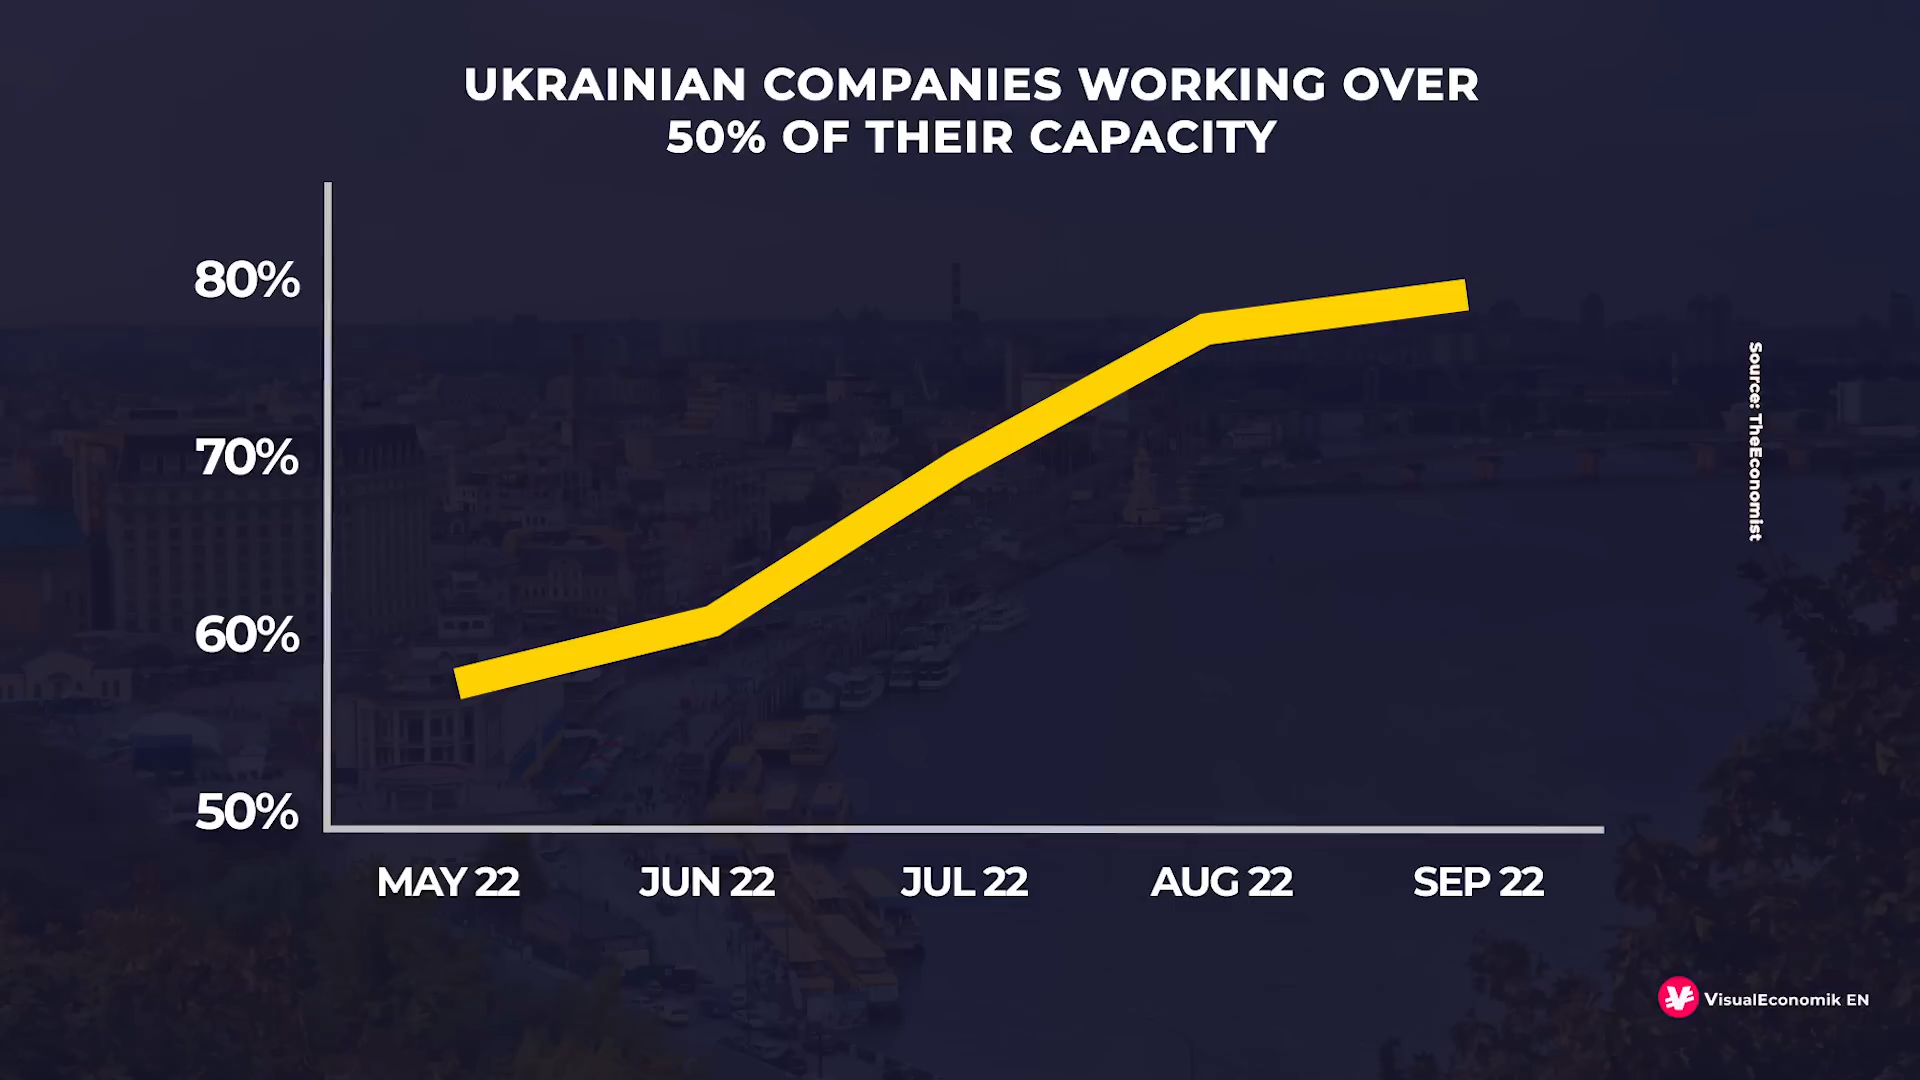 UKRAINIAN COMPANIES WORKING OVER
50% OF THEIR CAPACITY
80%
70%
60%
50%
MAY 22
JUN 22
JUL 22
AUG 22
SEP 22
Source: TheEconomist
VisualEconomik EN